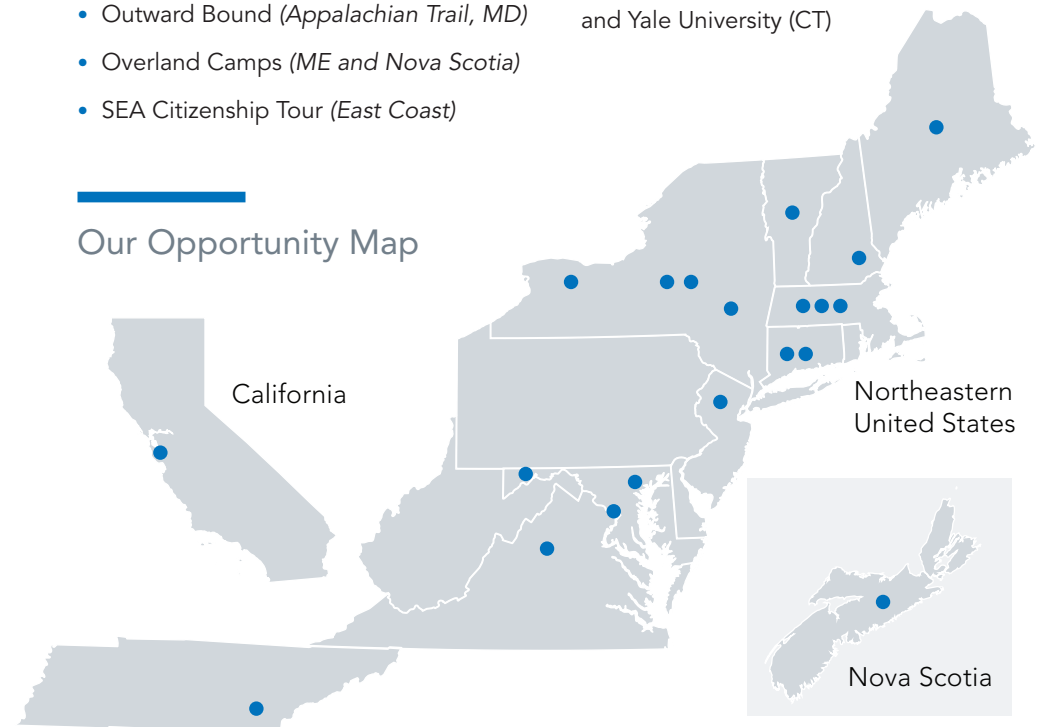 • Outward Bound (Appalachian Trail, MD)
• Overland Camps (ME and Nova Scotia)
• SEA Citizenship Tour (East Coast)
and Yale University (CT)
Our Opportunity Map
California
Northeastern
United States
Nova Scotia